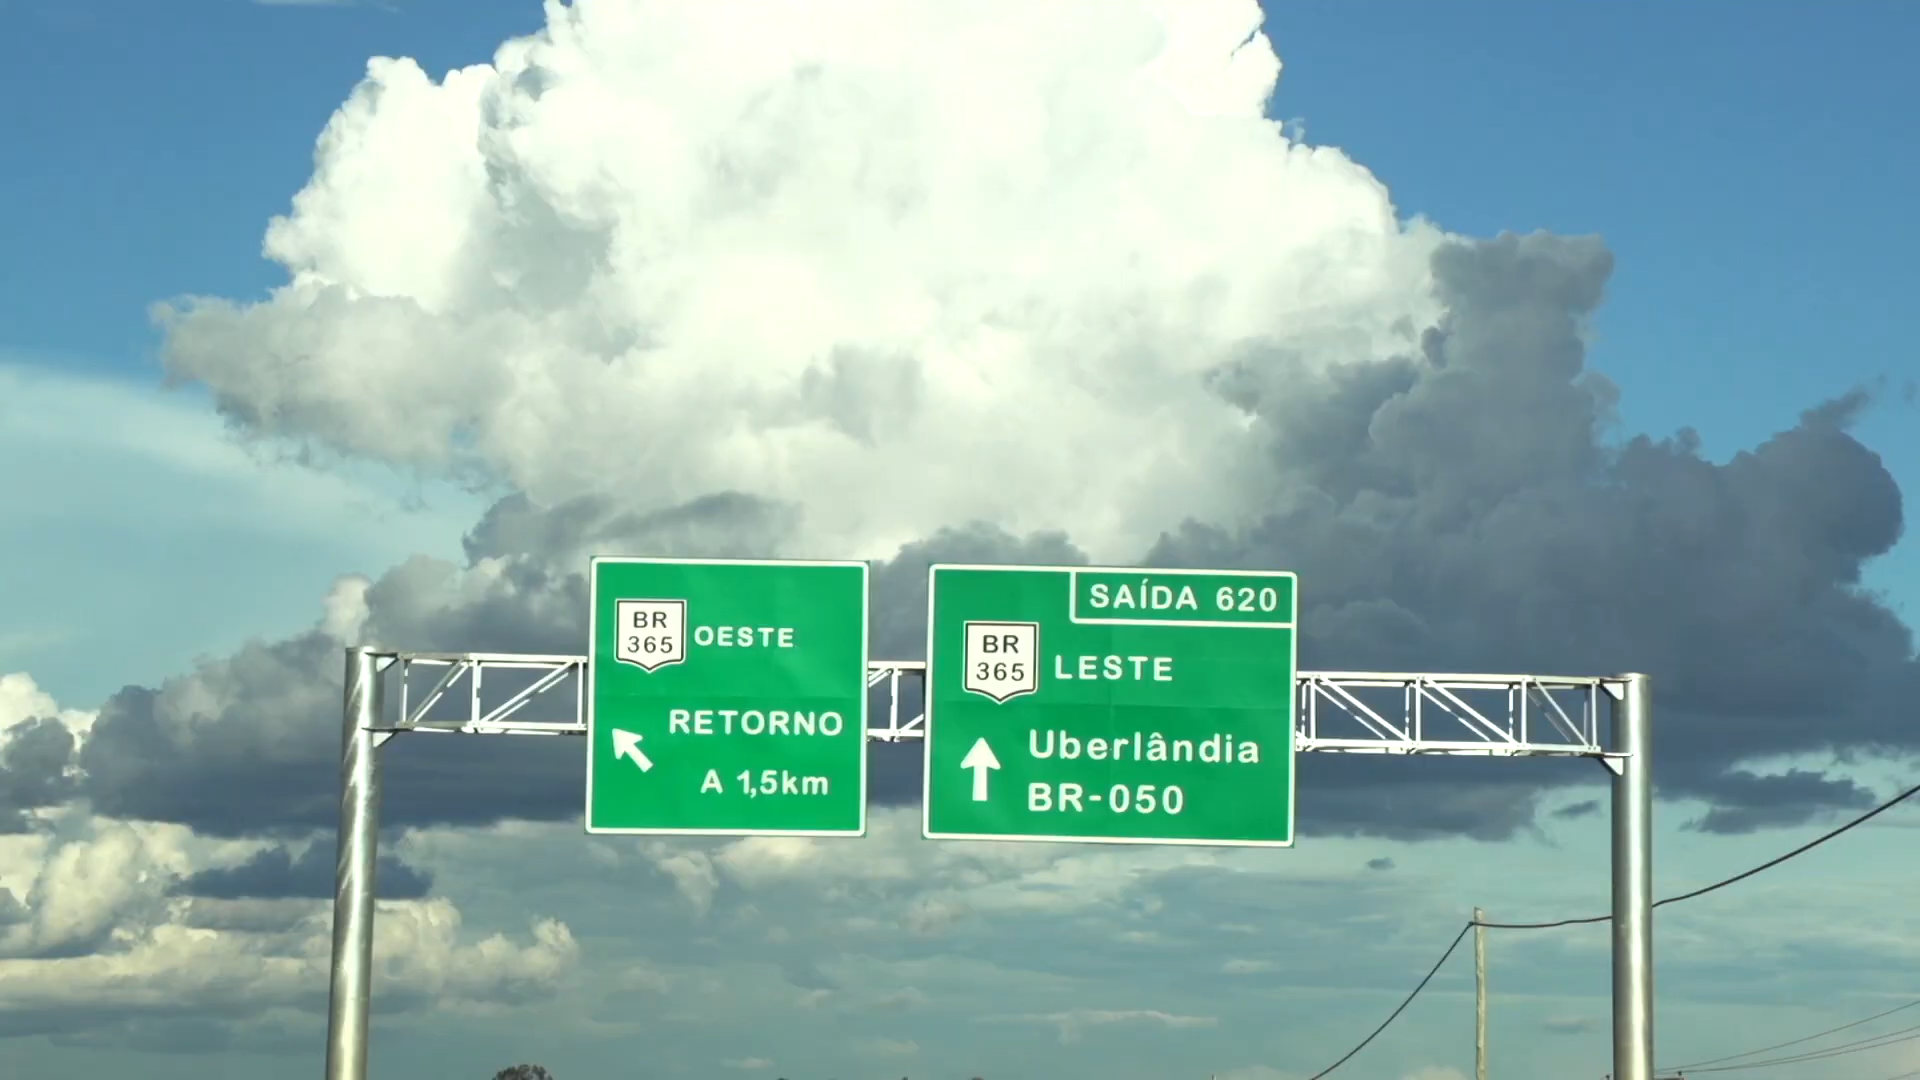 BR
365
OESTE
RETORNO
A 1,5km
SAÍDA 620
BR
365
LESTE
Uberlândia
BR-050